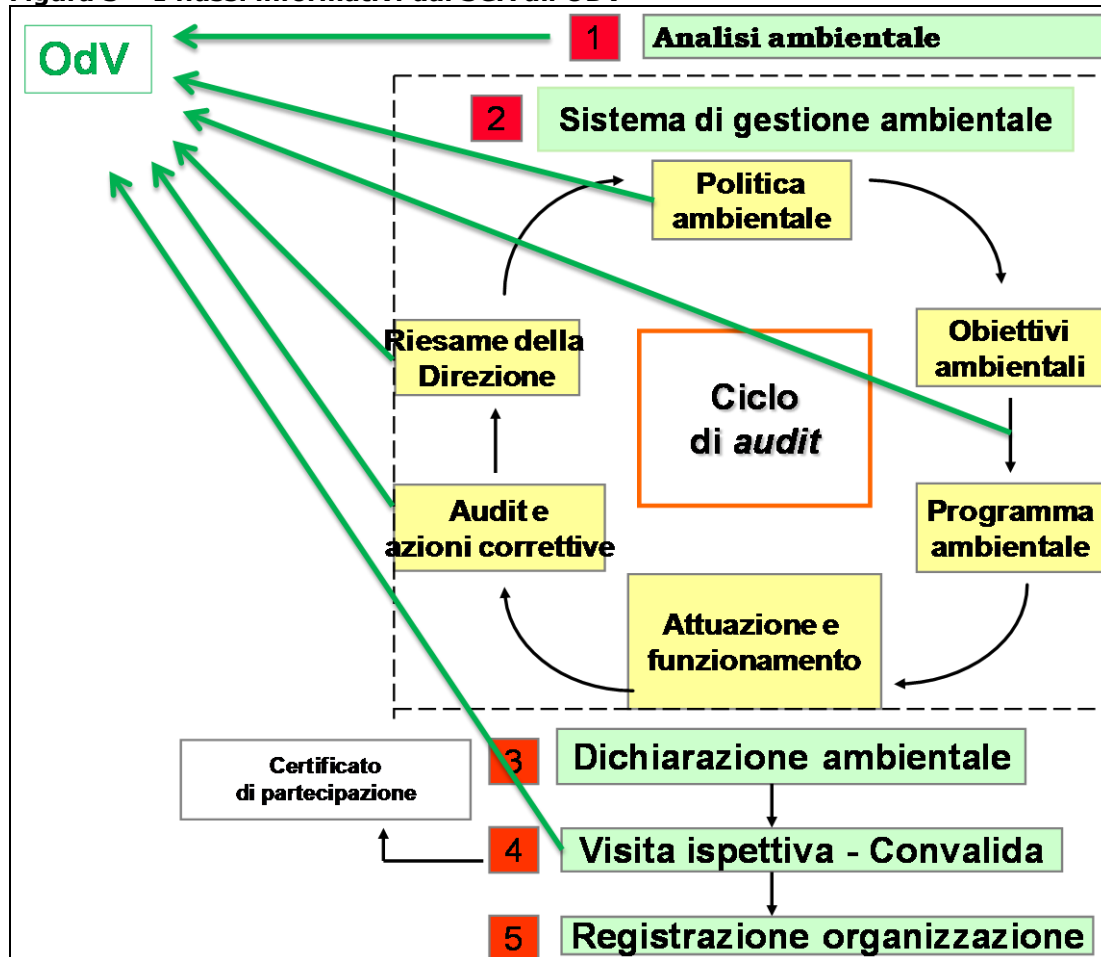 OdV
1 Analisi ambientale
2 Sistema di gestione ambientale
Politica
ambientale
Obiettivi
ambientali
Riesame della
Direzione
Ciclo
di audit
Audit e
azioni correttive
Programma
ambientale
Attuazione e
funzionamento
3 Dichiarazione ambientale
Certificato
di partecipazione
4 Visita ispettiva - Convalida
5 Registrazione organizzazione